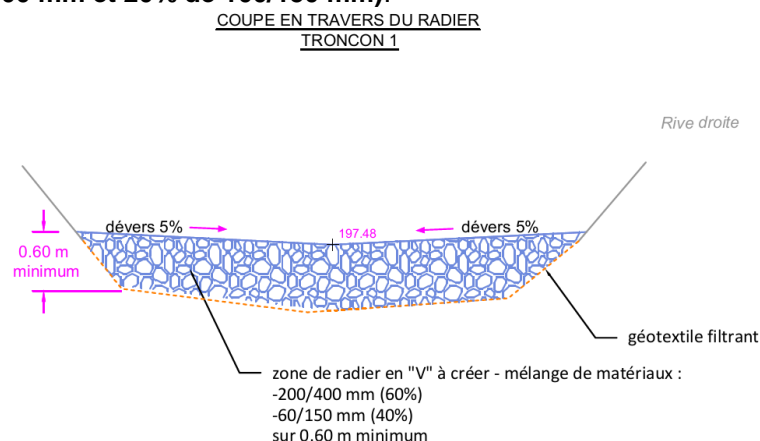 COUPE EN TRAVERS DU RADIER
TRONCON 1
Rive droite
dévers 5%
197.48
dévers 5%
0.60 m
minimum
géotextile filtrant
zone de radier en "V" à créer - mélange de matériaux :
-200/400 mm (60%)
-60/150 mm (40%)
sur 0.60 m minimum